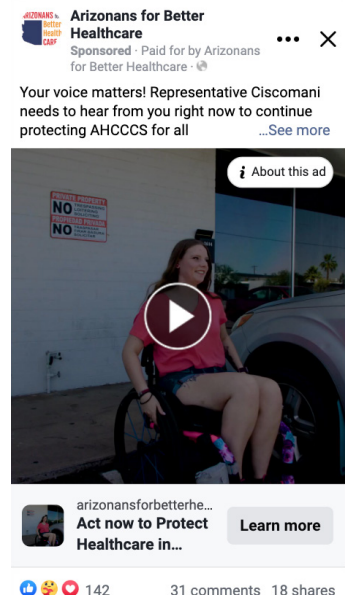 ARIZONANS for
Better
Health
CARE
Arizonans for Better
Healthcare
Sponsored · Paid for by Arizonans
for Better Healthcare ·
Your voice matters! Representative Ciscomani
needs to hear from you right now to continue
protecting AHCCCS for all ...See more
About this ad
PRIVATE PROPERTY
NO
NO
arizonansforbetterhe...
Act now to Protect
Healthcare in...
Learn more
142 31 comments 18 shares